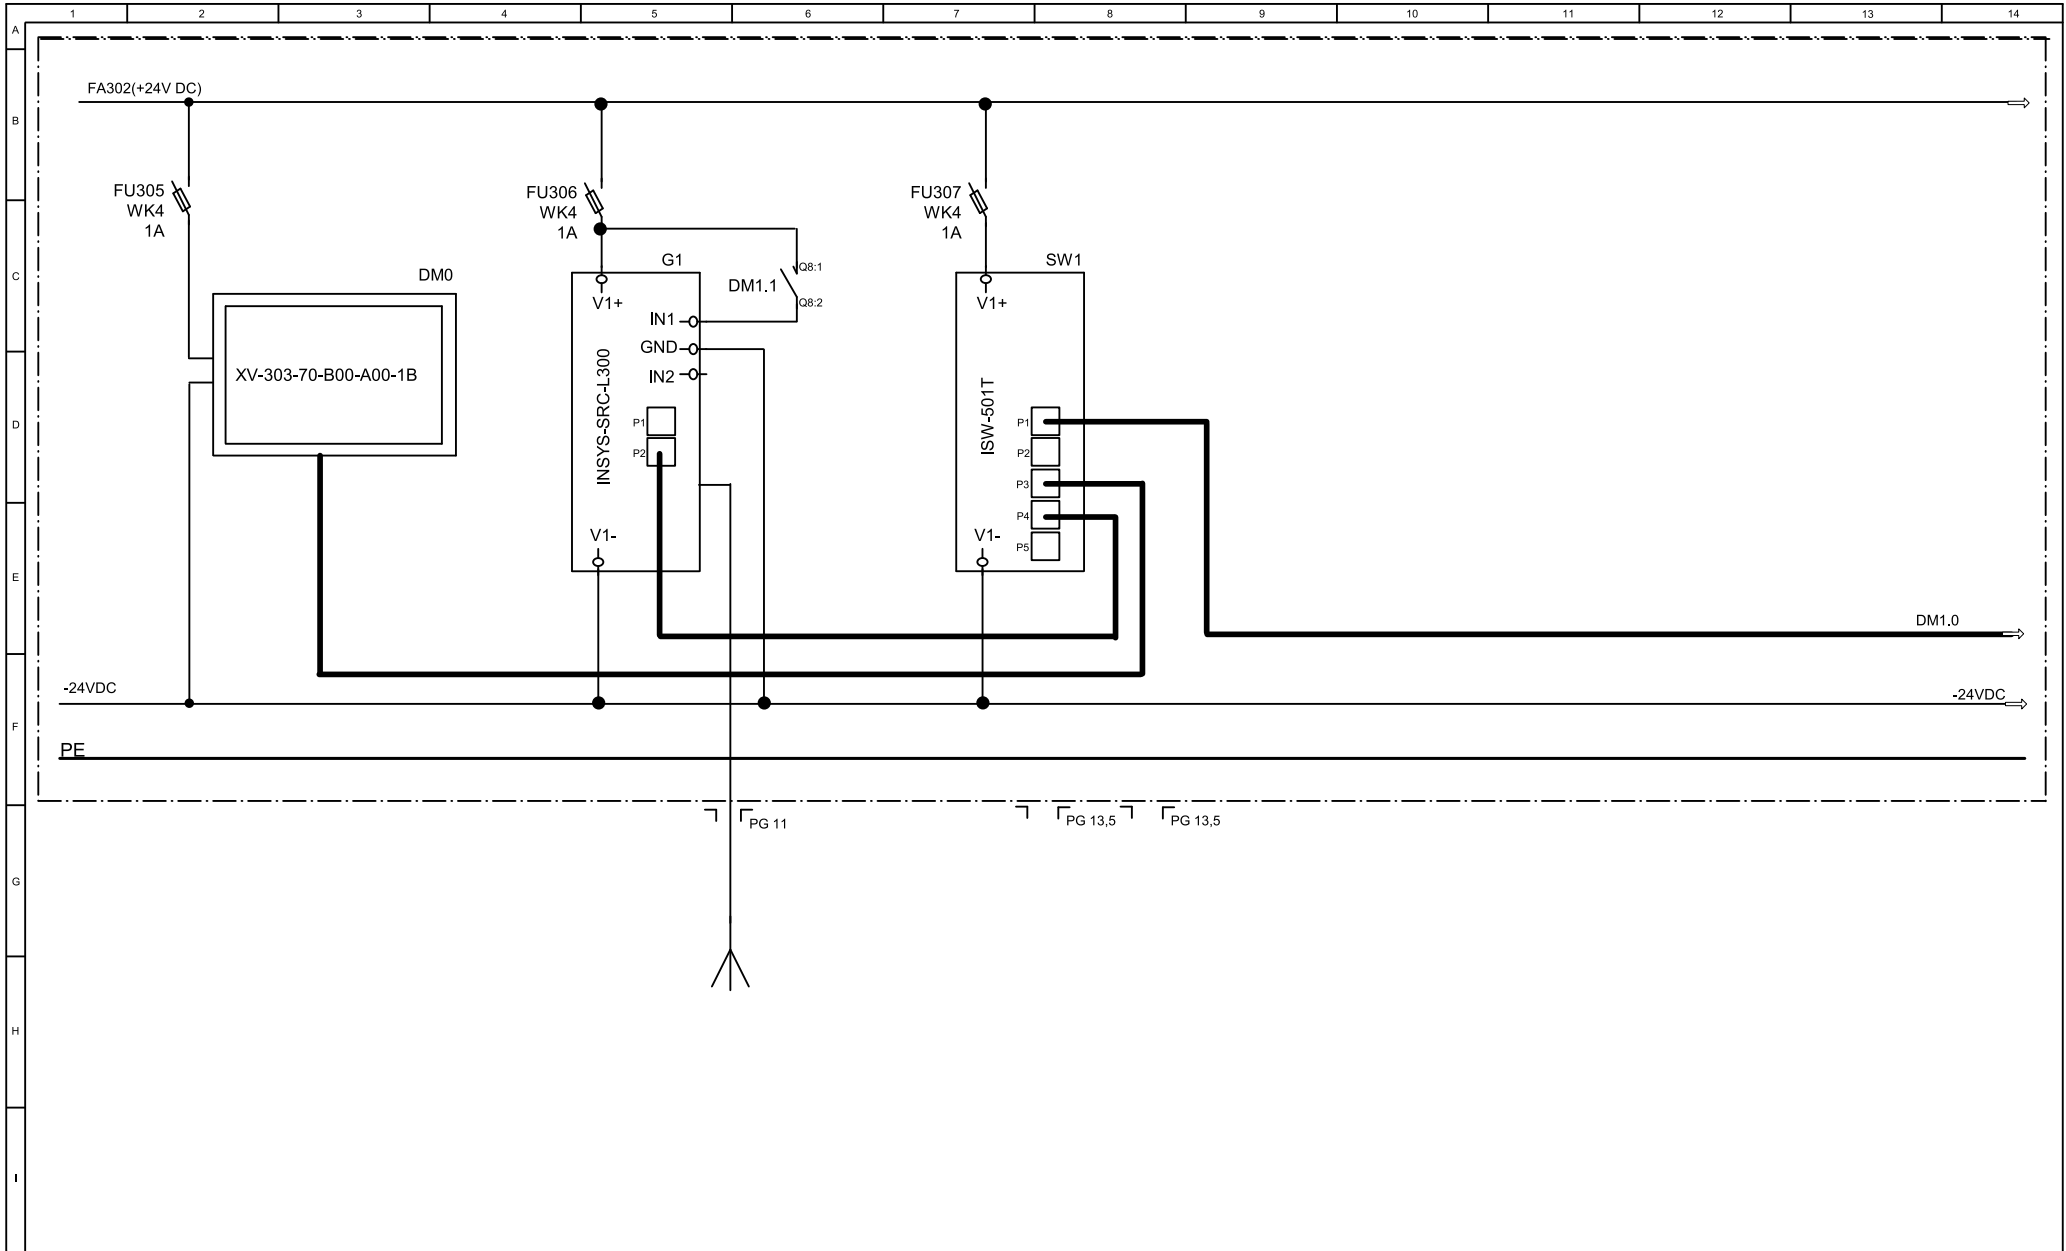 1 2 3 4 5 6 7 8 9 10 11 12 13 14
A
FA302(+24V DC)
B
FU305
WK4
1A
FU306
WK4
1A
FU307
WK4
1A
C
DM0
G1
SW1
Q8:1
DM1.1
Q8:2
V1+
V1+
IN1
GND
IN2
XV-303-70-B00-A00-1B
INSYS-SRC-L300
ISW-501T
D
P1
P2
P1
P2
P3
P4
P5
V1-
V1-
E
DM1.0
-24VDC
-24VDC
F
PE
PG 11
PG 13,5
PG 13,5
G
H
I